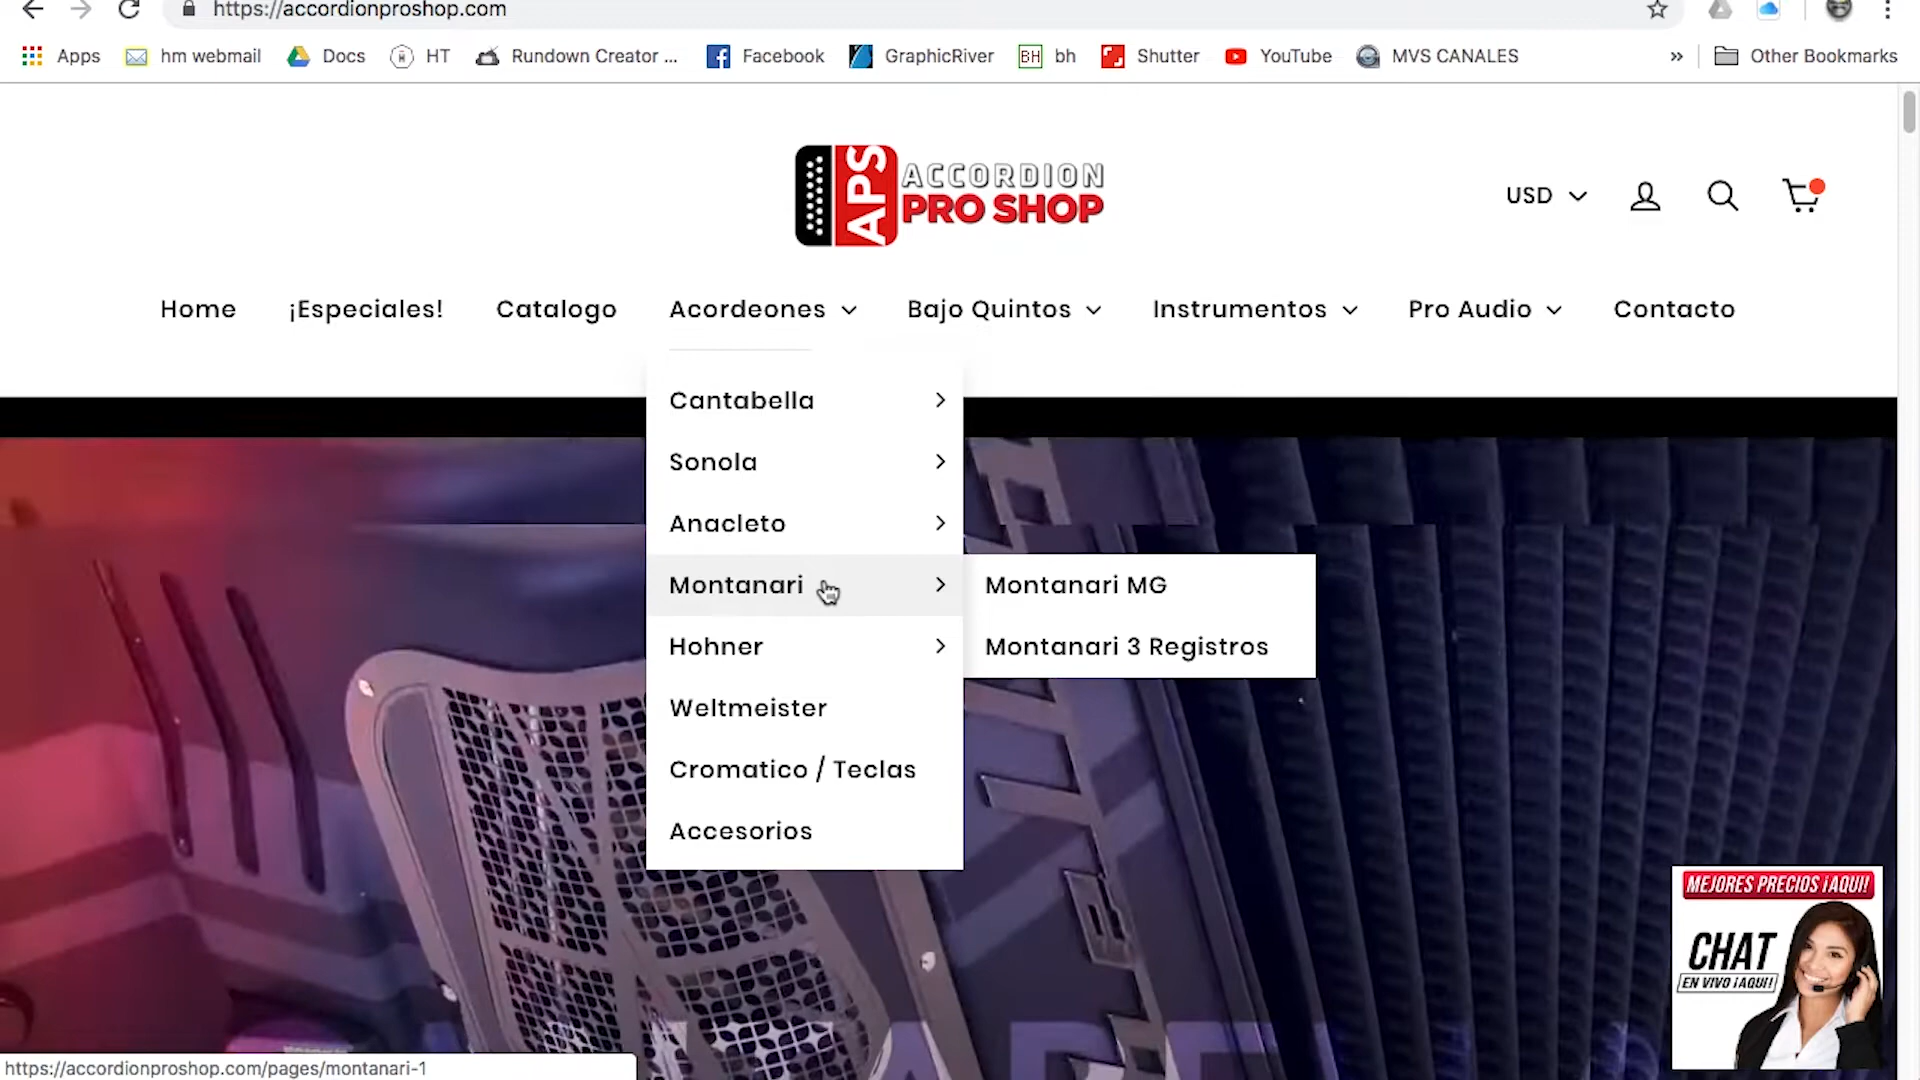 https://accordionproshop.com
Apps hm webmail Docs HT Rundown Creator ... Facebook GraphicRiver BH bh Shutter YouTube MVS CANALES » Other Bookmarks
APS ACCORDION
PRO SHOP
USD
Home ¡Especiales! Catalogo Acordeones Bajo Quintos Instrumentos Pro Audio Contacto
Cantabella
Sonola
Anacleto
Montanari
Montanari MG
Hohner
Montanari 3 Registros
Weltmeister
Cromatico / Teclas
Accesorios
MEJORES PRECIOS ¡AQUI!
CHAT
EN VIVO ¡AQUI!
https://accordionproshop.com/pages/montanari-1